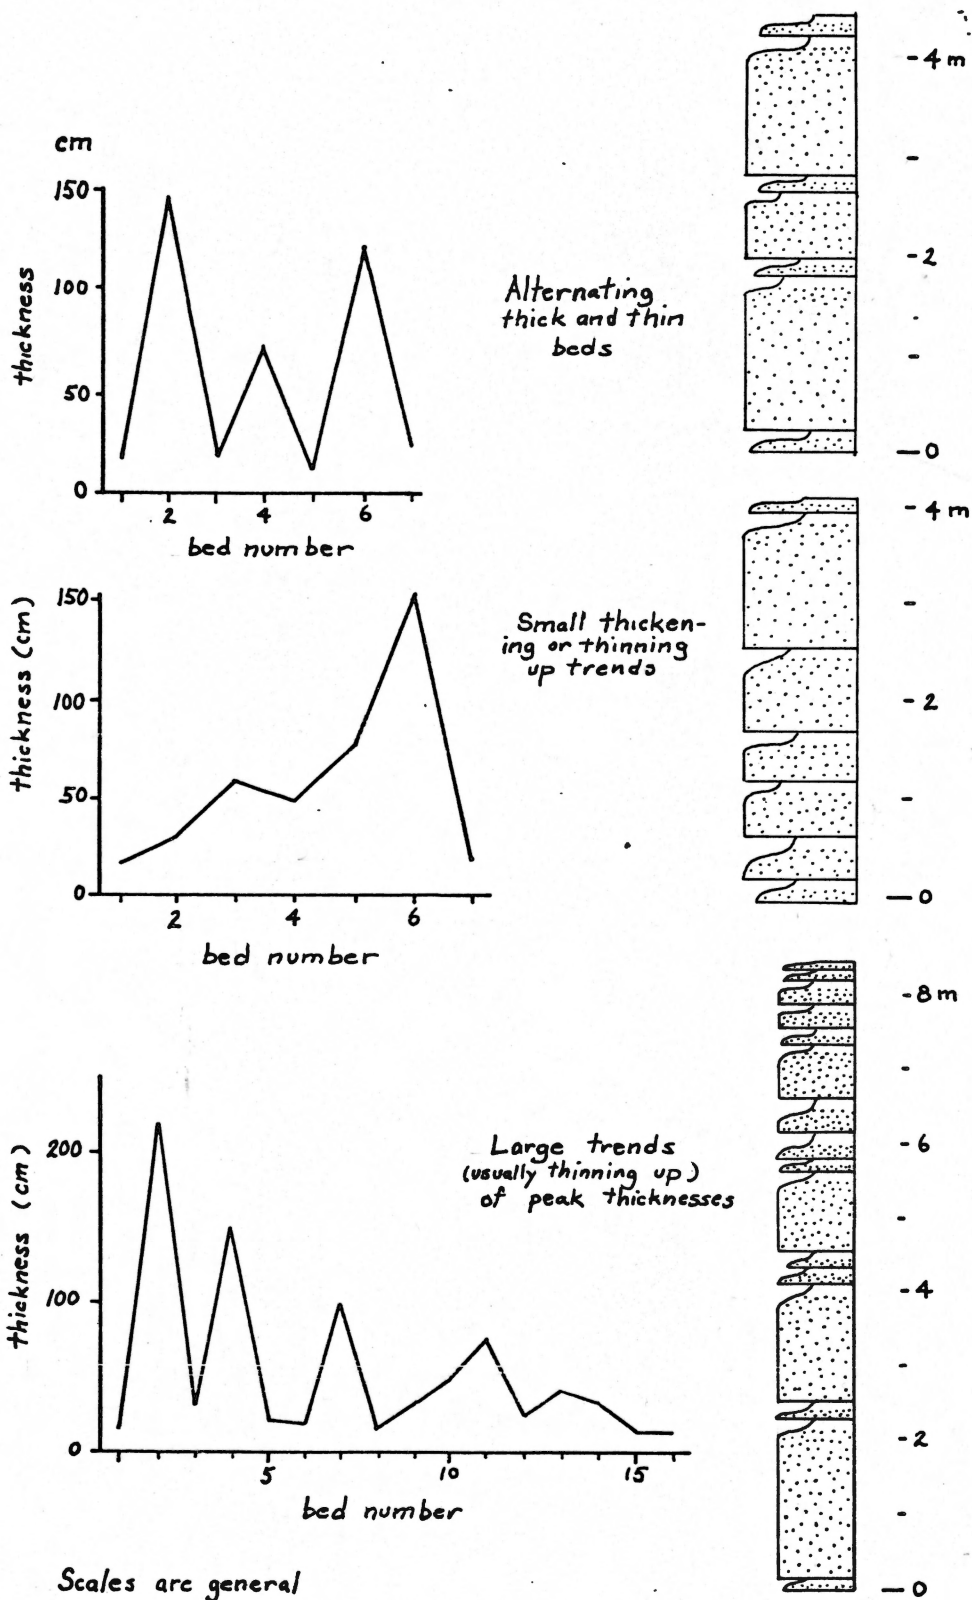 cm
150
100
50
0
thickness
2 4 6
bed number
Alternating
thick and thin
beds
- 4 m
- 2
— 0
thickness (cm)
150
100
50
0
2 4 6
bed number
Small thicken-
ing or thinning
up trends
- 4 m
- 2
— 0
thickness (cm)
200
100
0
5 10 15
bed number
Large trends
(usually thinning up)
of peak thicknesses
- 8 m
- 6
- 4
- 2
— 0
Scales are general